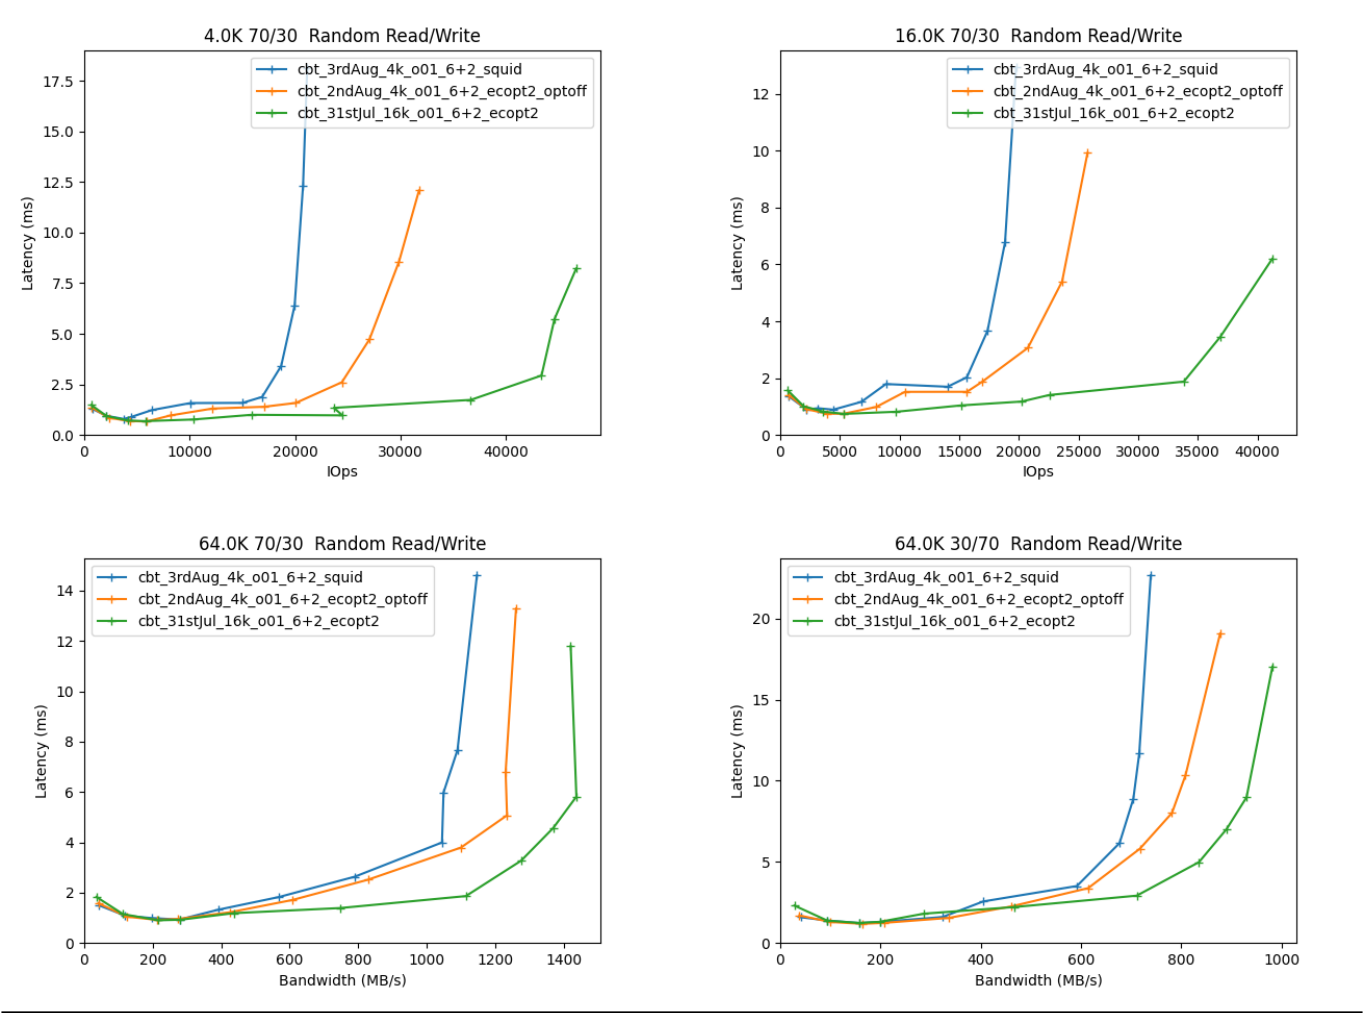 4.0K 70/30 Random Read/Write
cbt_3rdAug_4k_o01_6+2_squid
cbt_2ndAug_4k_o01_6+2_ecopt2_optoff
cbt_31stJul_16k_o01_6+2_ecopt2
Latency (ms)
17.5
15.0
12.5
10.0
7.5
5.0
2.5
0.0
0 10000 20000 30000 40000
IOps
16.0K 70/30 Random Read/Write
cbt_3rdAug_4k_o01_6+2_squid
cbt_2ndAug_4k_o01_6+2_ecopt2_optoff
cbt_31stJul_16k_o01_6+2_ecopt2
Latency (ms)
12
10
8
6
4
2
0
0 5000 10000 15000 20000 25000 30000 35000 40000
IOps
64.0K 70/30 Random Read/Write
cbt_3rdAug_4k_o01_6+2_squid
cbt_2ndAug_4k_o01_6+2_ecopt2_optoff
cbt_31stJul_16k_o01_6+2_ecopt2
Latency (ms)
14
12
10
8
6
4
2
0
0 200 400 600 800 1000 1200 1400
Bandwidth (MB/s)
64.0K 30/70 Random Read/Write
cbt_3rdAug_4k_o01_6+2_squid
cbt_2ndAug_4k_o01_6+2_ecopt2_optoff
cbt_31stJul_16k_o01_6+2_ecopt2
Latency (ms)
20
15
10
5
0
0 200 400 600 800 1000
Bandwidth (MB/s)